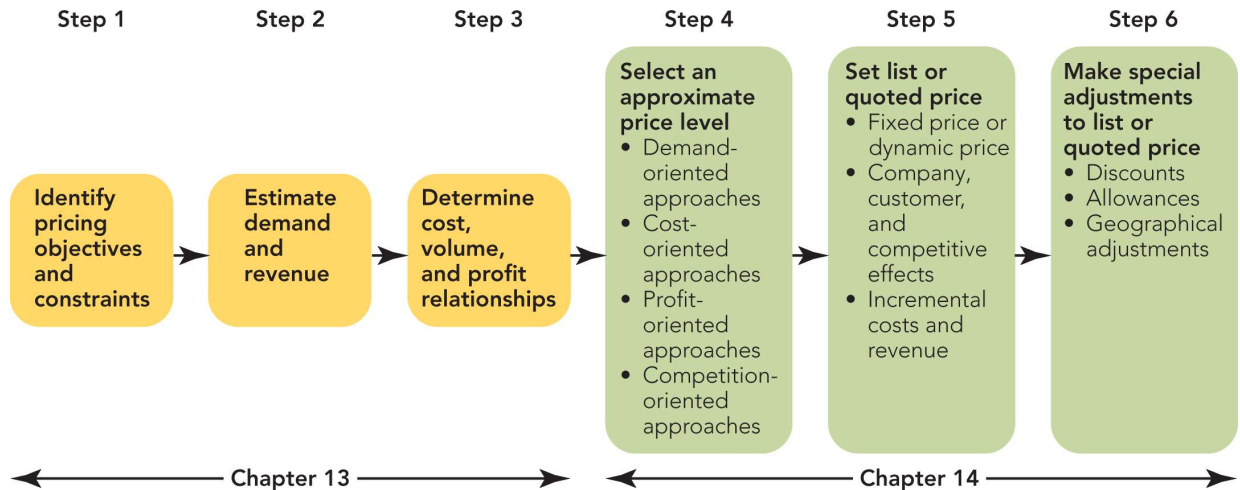 Step 1
Step 2
Step 3
Step 4
Step 5
Step 6
Identify
pricing
objectives
and
constraints
Estimate
demand
and
revenue
Determine
cost,
volume,
and profit
relationships
Select an
approximate
price level
• Demand-
oriented
approaches
• Cost-
oriented
approaches
• Profit-
oriented
approaches
• Competition-
oriented
approaches
Set list or
quoted price
• Fixed price or
dynamic price
• Company,
customer,
and
competitive
effects
• Incremental
costs and
revenue
Make special
adjustments
to list or
quoted price
• Discounts
• Allowances
• Geographical
adjustments
Chapter 13
Chapter 14